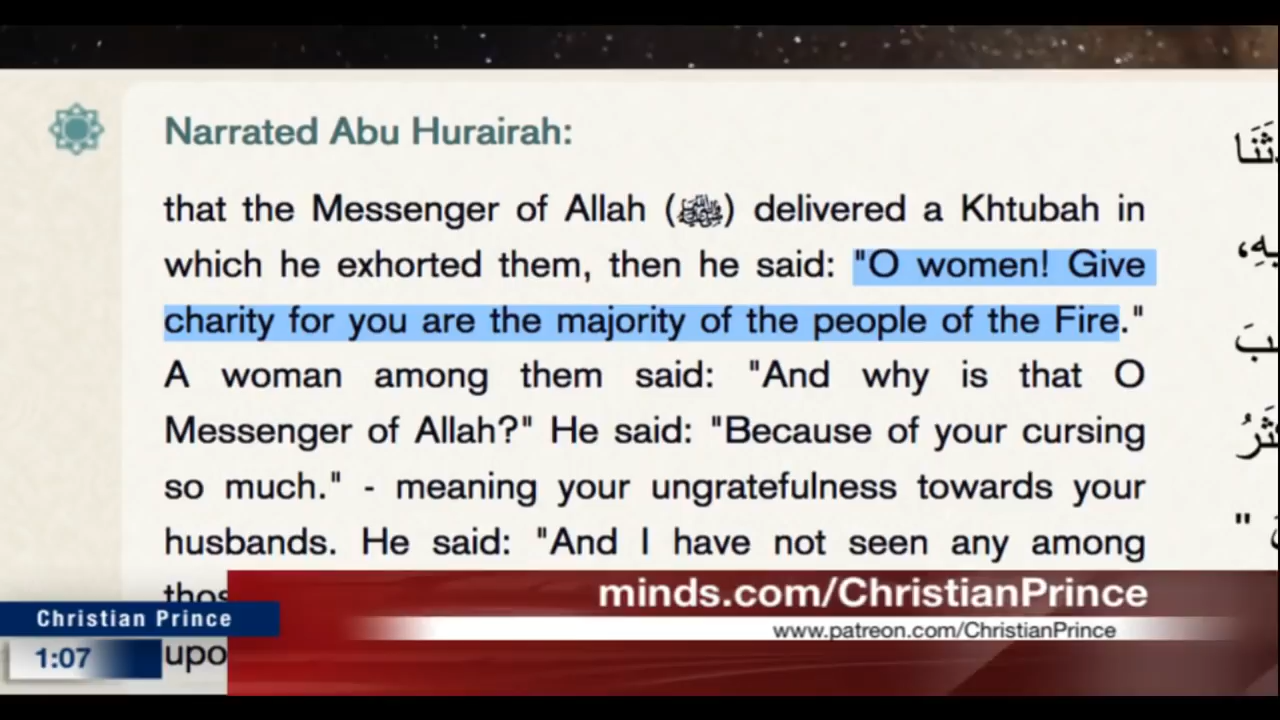 Narrated Abu Hurairah:
that the Messenger of Allah (ﷺ) delivered a Khtubah in
which he exhorted them, then he said: "O women! Give
charity for you are the majority of the people of the Fire."
A woman among them said: "And why is that O
Messenger of Allah?" He said: "Because of your cursing
so much." - meaning your ungratefulness towards your
husbands. He said: "And I have not seen any among
minds.com/ChristianPrince
Christian Prince
www.patreon.com/ChristianPrince
1:07
upo